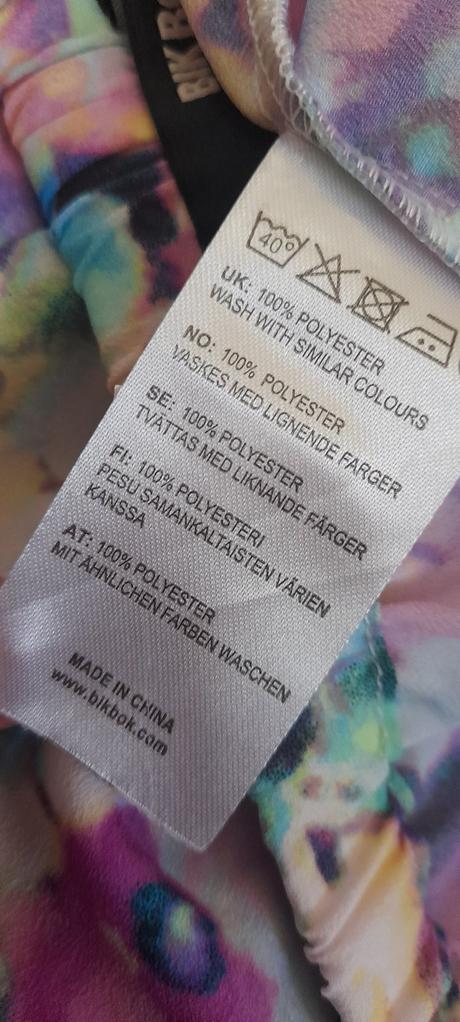 BIK BO
40°
UK: 100% POLYESTER
WASH WITH SIMILAR COLOURS
NO: 100% POLYESTER
VASKES MED LIGNENDE FARGER
SE: 100% POLYESTER
TVÄTTAS MED LIKNANDE FÄRGER
FI: 100% POLYESTERI
PESU SAMANKALTAISTEN VÄRIEN
KANSSA
AT: 100% POLYESTER
MIT ÄHNLICHEN FARBEN WASCHEN
MADE IN CHINA
www.bikbok.com